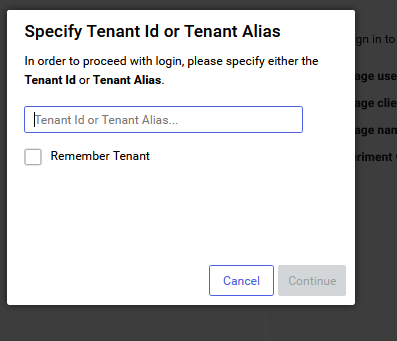 Specify Tenant Id or Tenant Alias
In order to proceed with login, please specify either the
Tenant Id or Tenant Alias.
Tenant Id or Tenant Alias...
Remember Tenant
Cancel
Continue
gn in to
age use
age clie
age nam
eriment